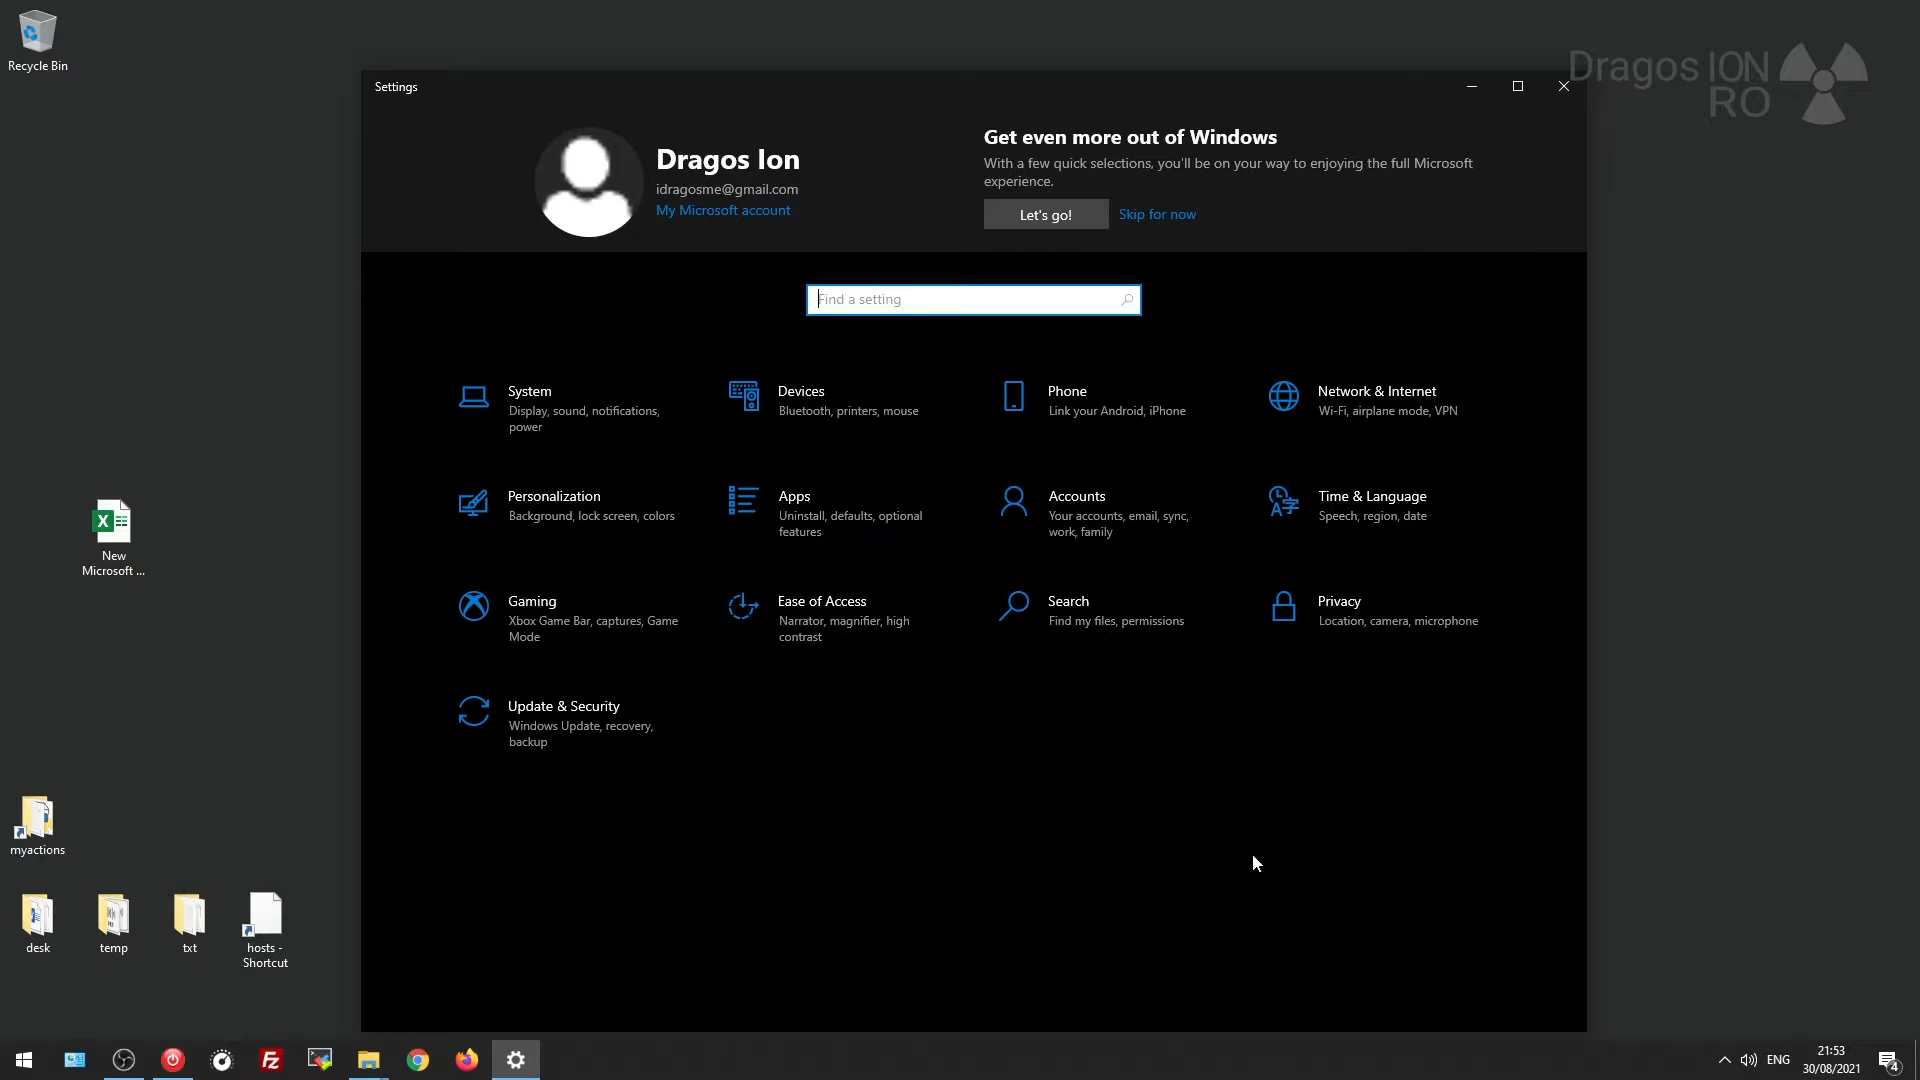 Recycle Bin
Dragos ION
RO
Settings
Dragos Ion
idragosme@gmail.com
My Microsoft account
Get even more out of Windows
With a few quick selections, you'll be on your way to enjoying the full Microsoft
experience.
Let's go!
Skip for now
Find a setting
System
Display, sound, notifications,
power
Devices
Bluetooth, printers, mouse
Phone
Link your Android, iPhone
Network & Internet
Wi-Fi, airplane mode, VPN
Personalization
Background, lock screen, colors
Apps
Uninstall, defaults, optional
features
Accounts
Your accounts, email, sync,
work, family
Time & Language
Speech, region, date
Gaming
Xbox Game Bar, captures, Game
Mode
Ease of Access
Narrator, magnifier, high
contrast
Search
Find my files, permissions
Privacy
Location, camera, microphone
Update & Security
Windows Update, recovery,
backup
New
Microsoft ...
myactions
desk
temp
txt
hosts -
Shortcut
ENG
21:53
30/08/2021
4